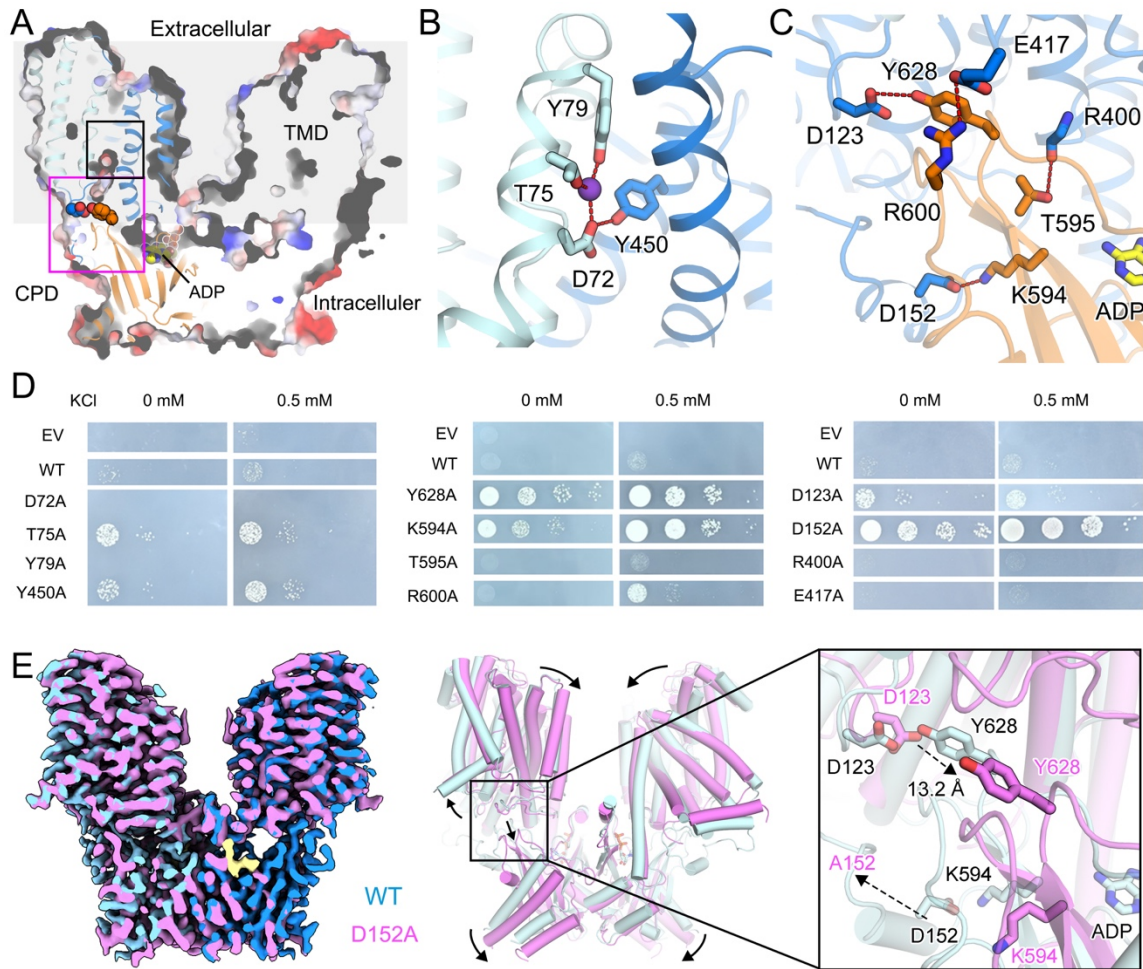 A
Extracellular
TMD
ADP
CPD
Intracelluler
B
Y79
T75
Y450
D72
C
E417
Y628
R400
D123
R600
T595
D152
K594
ADP
D
KCl 0 mM 0.5 mM
EV
WT
D72A
T75A
Y79A
Y450A
0 mM 0.5 mM
EV
WT
Y628A
K594A
T595A
R600A
0 mM 0.5 mM
EV
WT
D123A
D152A
R400A
E417A
E
WT
D152A
D123
Y628
D123
Y628
13.2 Å
A152
K594
D152
K594
ADP